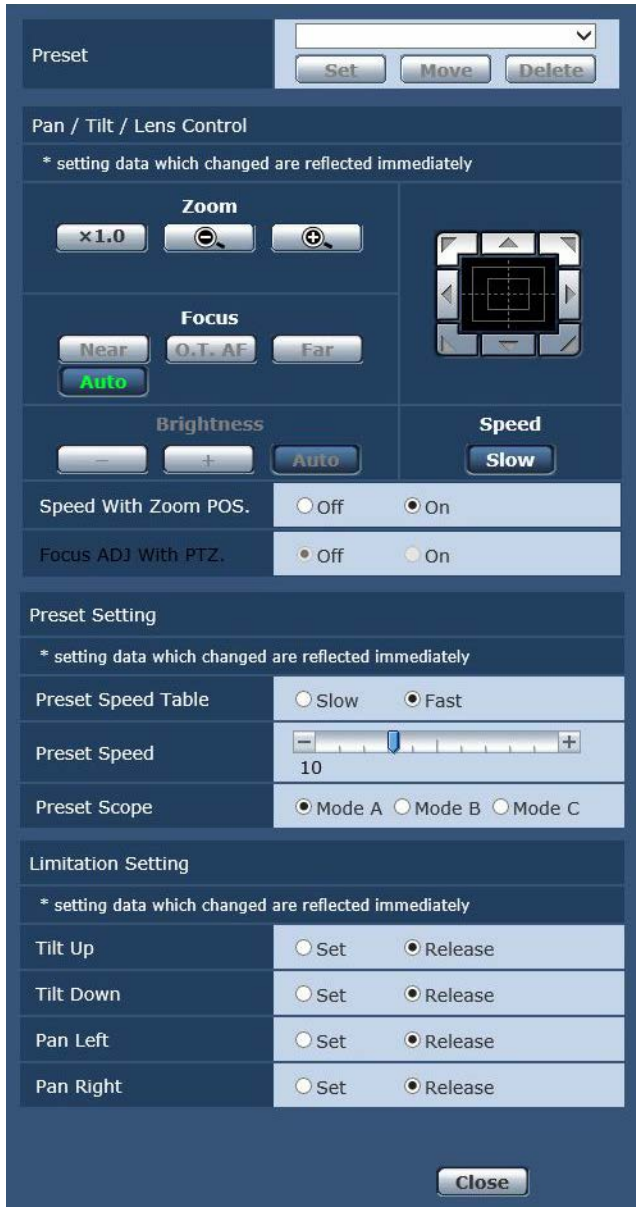 Preset
Set Move Delete
Pan / Tilt / Lens Control
* setting data which changed are reflected immediately
Zoom
×1.0
Focus
Near O.T. AF Far
Auto
Brightness
− + Auto
Speed
Slow
Speed With Zoom POS. Off On
Focus ADJ With PTZ. Off On
Preset Setting
* setting data which changed are reflected immediately
Preset Speed Table Slow Fast
Preset Speed
10
Preset Scope Mode A Mode B Mode C
Limitation Setting
* setting data which changed are reflected immediately
Tilt Up Set Release
Tilt Down Set Release
Pan Left Set Release
Pan Right Set Release
Close